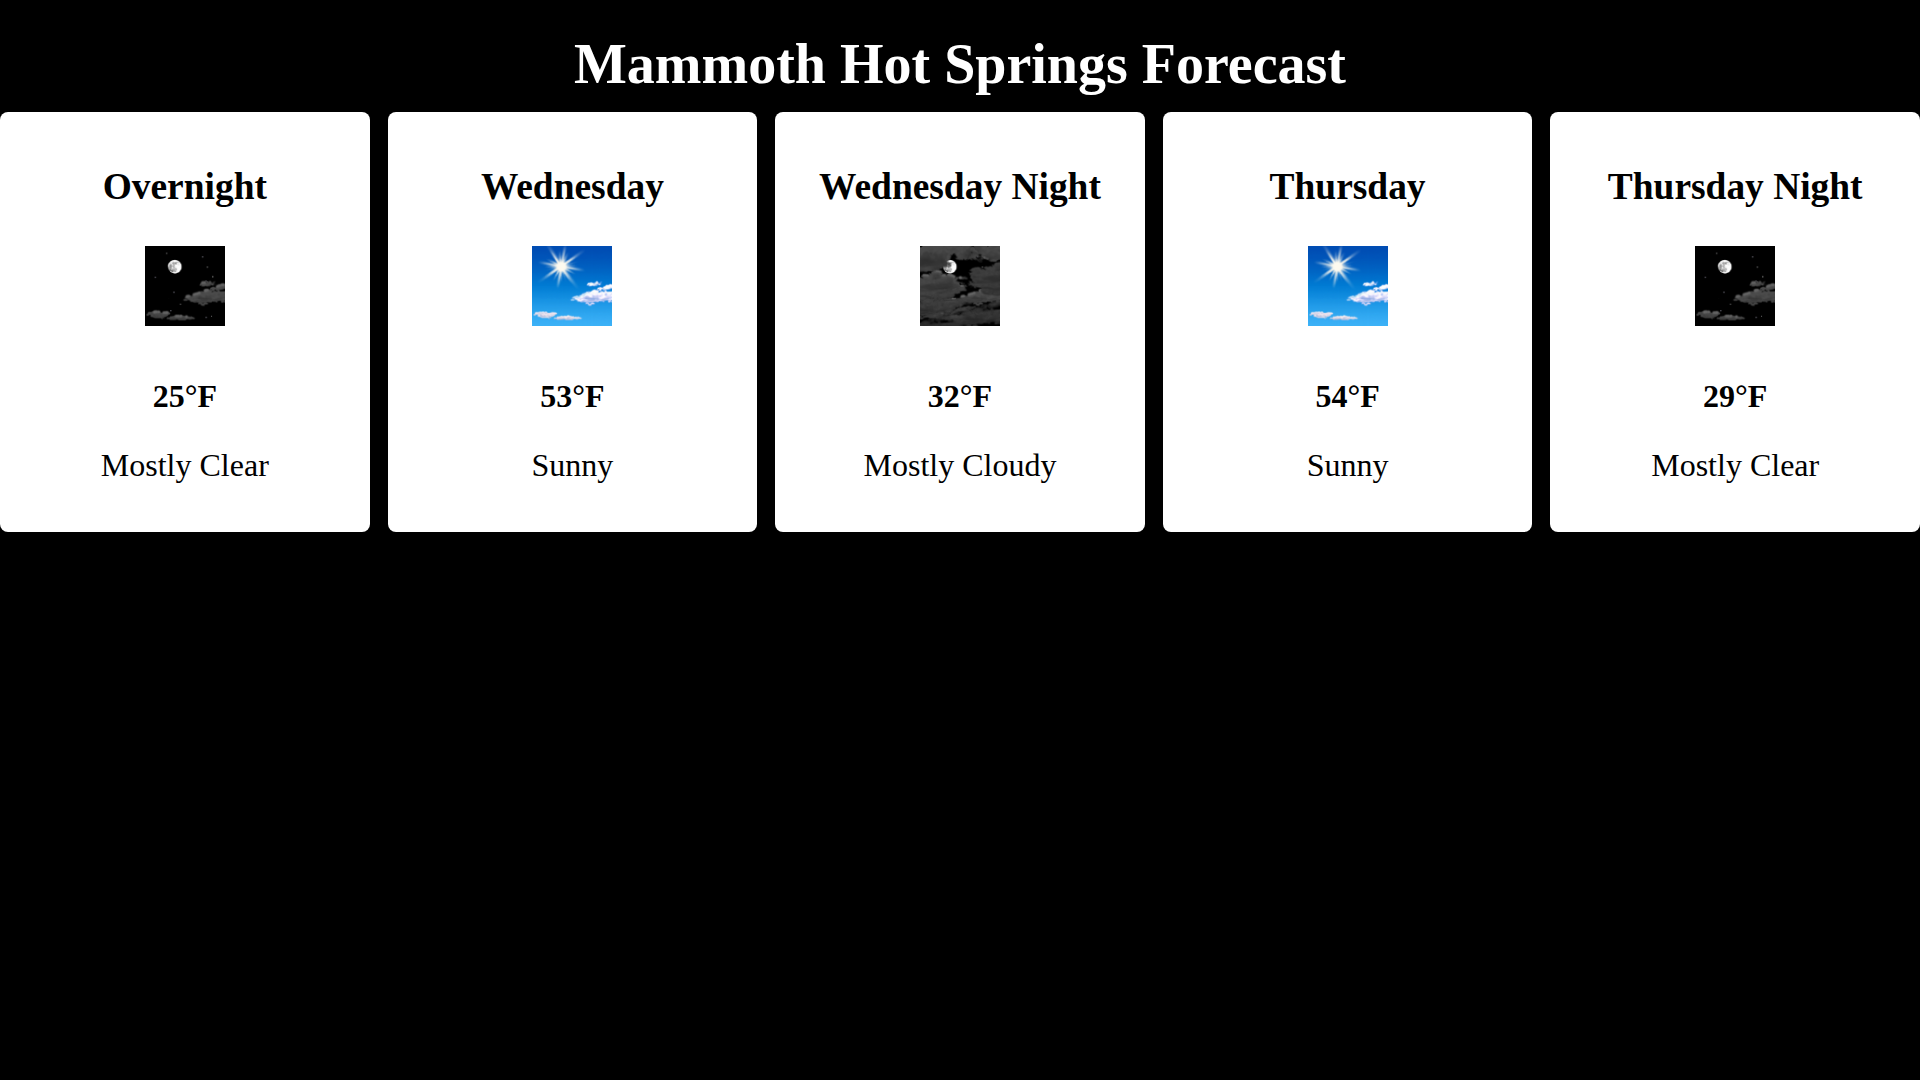 Mammoth Hot Springs Forecast
Overnight
25°F
Mostly Clear
Wednesday
53°F
Sunny
Wednesday Night
32°F
Mostly Cloudy
Thursday
54°F
Sunny
Thursday Night
29°F
Mostly Clear